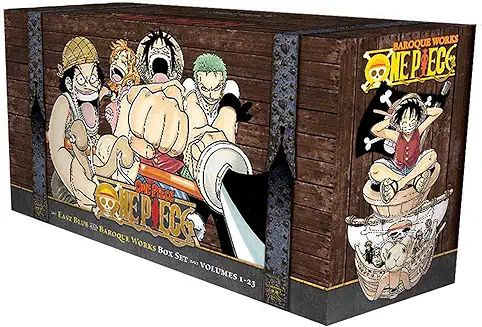 ONE PIECE
ONE PIECE
EAST BLUE AND BAROQUE WORKS BOX SET VOLUMES 1-23
BAROQUE WORKS
ONE PIECE